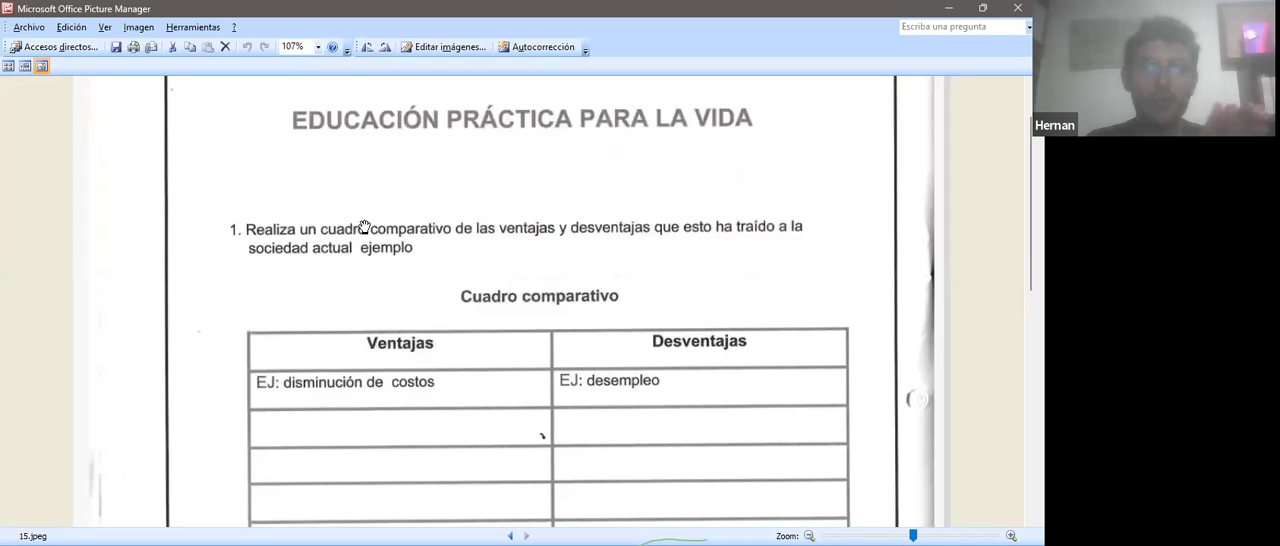 Microsoft Office Picture Manager
Archivo Edición Ver Imagen Herramientas ?
Escriba una pregunta
Accesos directos... 107% Editar imágenes... Autocorrección
Hernan
EDUCACIÓN PRÁCTICA PARA LA VIDA
1. Realiza un cuadro comparativo de las ventajas y desventajas que esto ha traído a la
sociedad actual ejemplo
Cuadro comparativo
Ventajas Desventajas
EJ: disminución de costos EJ: desempleo
15.jpeg Zoom: